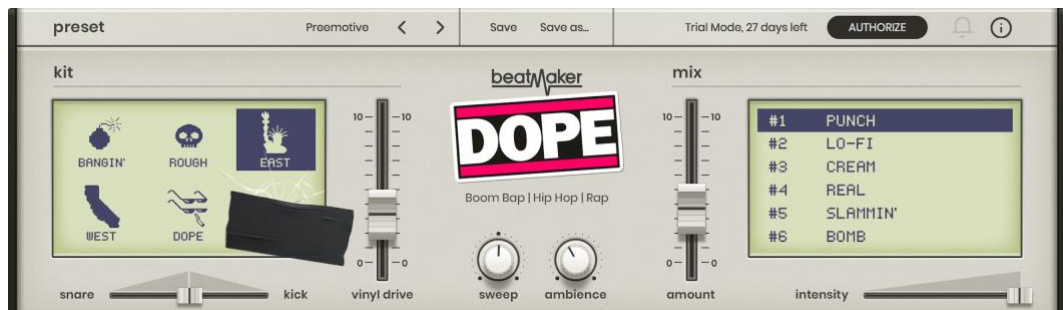 preset
Preemotive
Save Save as...
Trial Mode, 27 days left
AUTHORIZE
kit
beatMaker
mix
BANGIN' ROUGH EAST
WEST DOPE
10 10
0 0
vinyl drive
snare kick
DOPE
Boom Bap | Hip Hop | Rap
sweep ambience
10 10
0 0
amount
#1 PUNCH
#2 LO-FI
#3 CREAM
#4 REAL
#5 SLAMMIN'
#6 BOMB
intensity